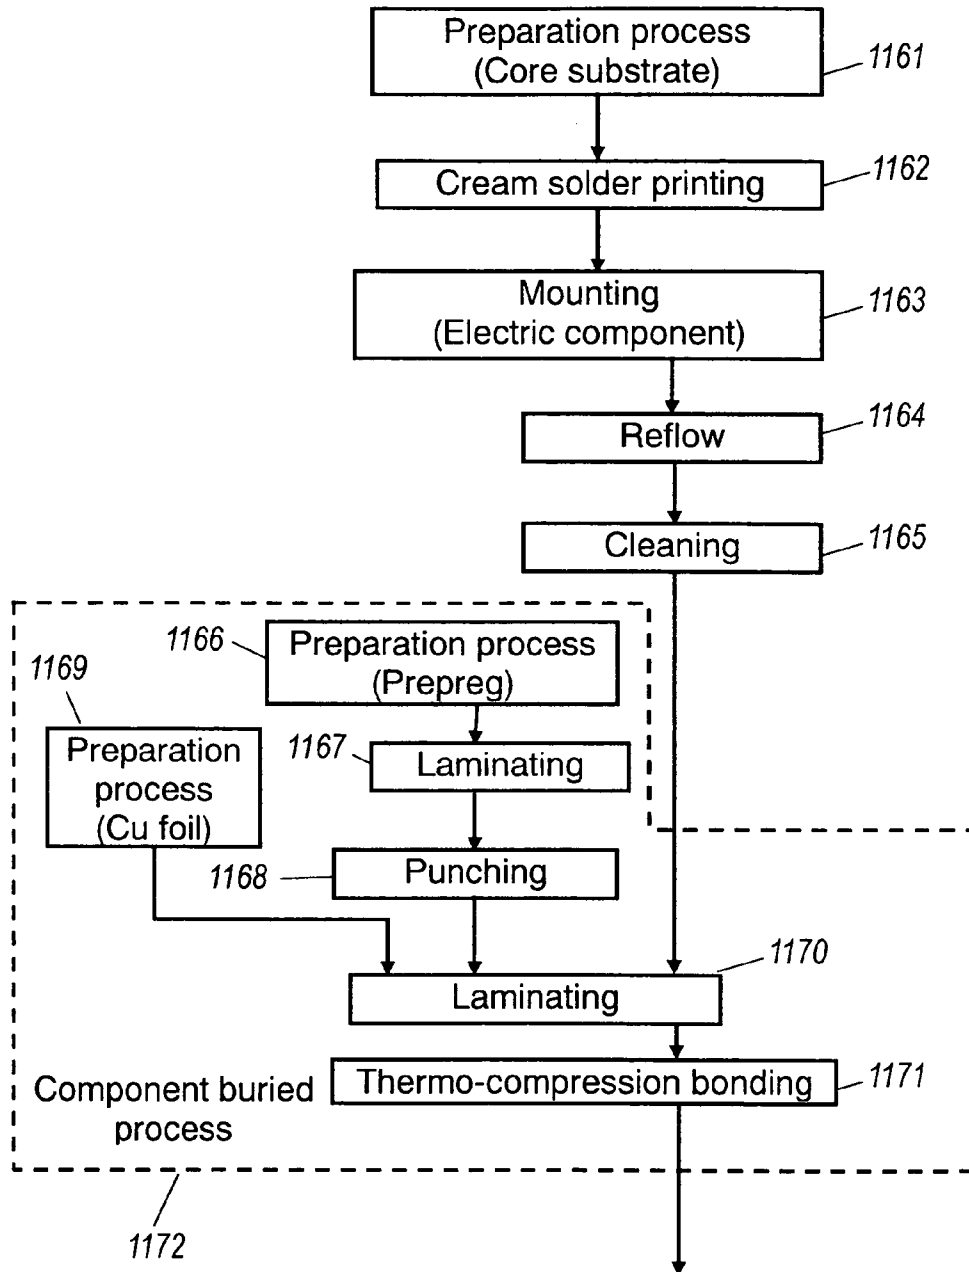 Preparation process
(Core substrate)
1161
Cream solder printing
1162
Mounting
(Electric component)
1163
Reflow
1164
Cleaning
1165
1166
Preparation process
(Prepreg)
1169
Preparation
process
(Cu foil)
1167
Laminating
1168
Punching
1170
Laminating
Thermo-compression bonding
1171
Component buried
process
1172